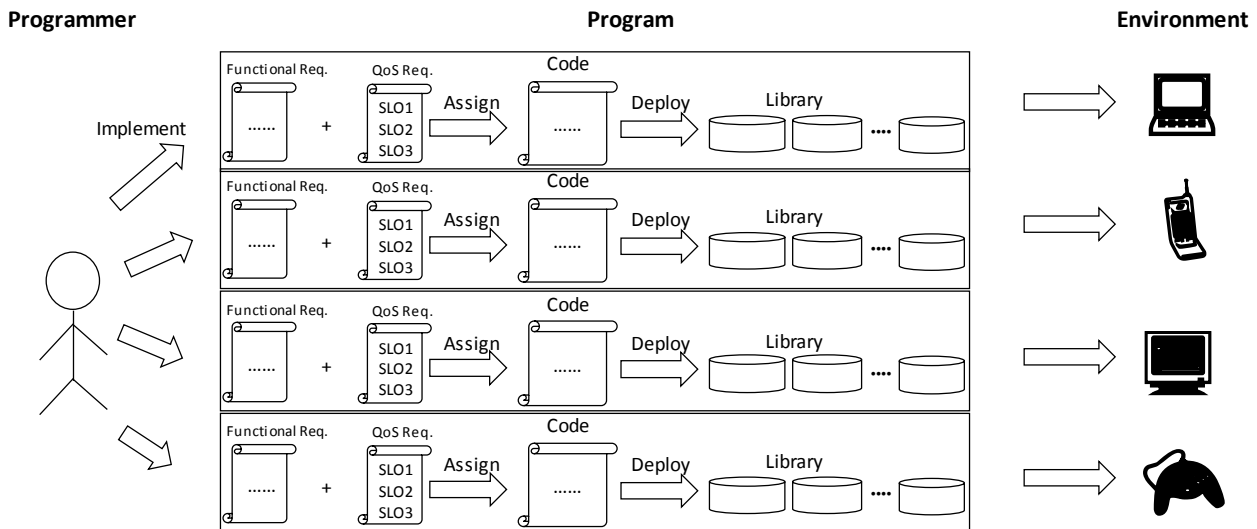 Programmer Program Environment
Implement
Functional Req. QoS Req. Code
SLO1 Assign Deploy Library
...... + SLO2 ...... ....
SLO3
Functional Req. QoS Req. Code
SLO1 Assign Deploy Library
...... + SLO2 ...... ....
SLO3
Functional Req. QoS Req. Code
SLO1 Assign Deploy Library
...... + SLO2 ...... ....
SLO3
Functional Req. QoS Req. Code
SLO1 Assign Deploy Library
...... + SLO2 ...... ....
SLO3